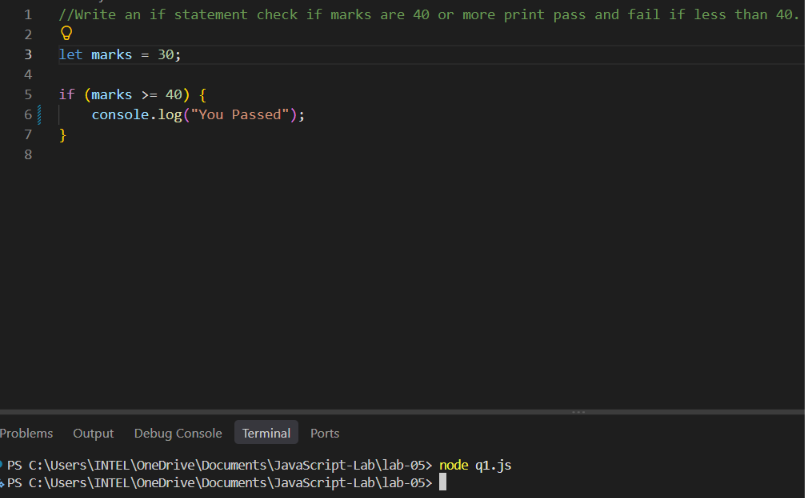 1 //Write an if statement check if marks are 40 or more print pass and fail if less than 40.
2
3 let marks = 30;
4
5 if (marks >= 40) {
6     console.log("You Passed");
7 }
8
Problems Output Debug Console Terminal Ports
PS C:\Users\INTEL\OneDrive\Documents\JavaScript-Lab\lab-05> node q1.js
PS C:\Users\INTEL\OneDrive\Documents\JavaScript-Lab\lab-05>